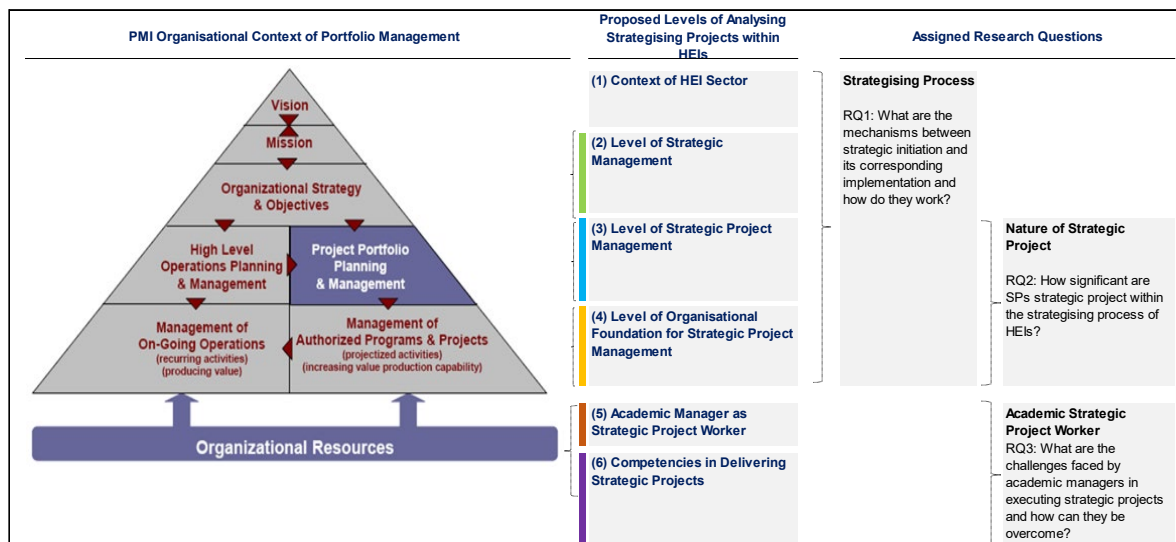 PMI Organisational Context of Portfolio Management
Proposed Levels of Analysing
Strategising Projects within
HEIs
Assigned Research Questions
Vision
Mission
Organizational Strategy
& Objectives
High Level
Operations Planning
& Management
Project Portfolio
Planning
& Management
Management of
On-Going Operations
(recurring activities)
(producing value)
Management of
Authorized Programs & Projects
(projectized activities)
(increasing value production capability)
Organizational Resources
(1) Context of HEI Sector
(2) Level of Strategic
Management
(3) Level of Strategic Project
Management
(4) Level of Organisational
Foundation for Strategic Project
Management
(5) Academic Manager as
Strategic Project Worker
(6) Competencies in Delivering
Strategic Projects
Strategising Process
RQ1: What are the
mechanisms between
strategic initiation and
its corresponding
implementation and
how do they work?
Nature of Strategic
Project
RQ2: How significant are
SPs strategic project within
the strategising process of
HEIs?
Academic Strategic
Project Worker
RQ3: What are the
challenges faced by
academic managers in
executing strategic projects
and how can they be
overcome?